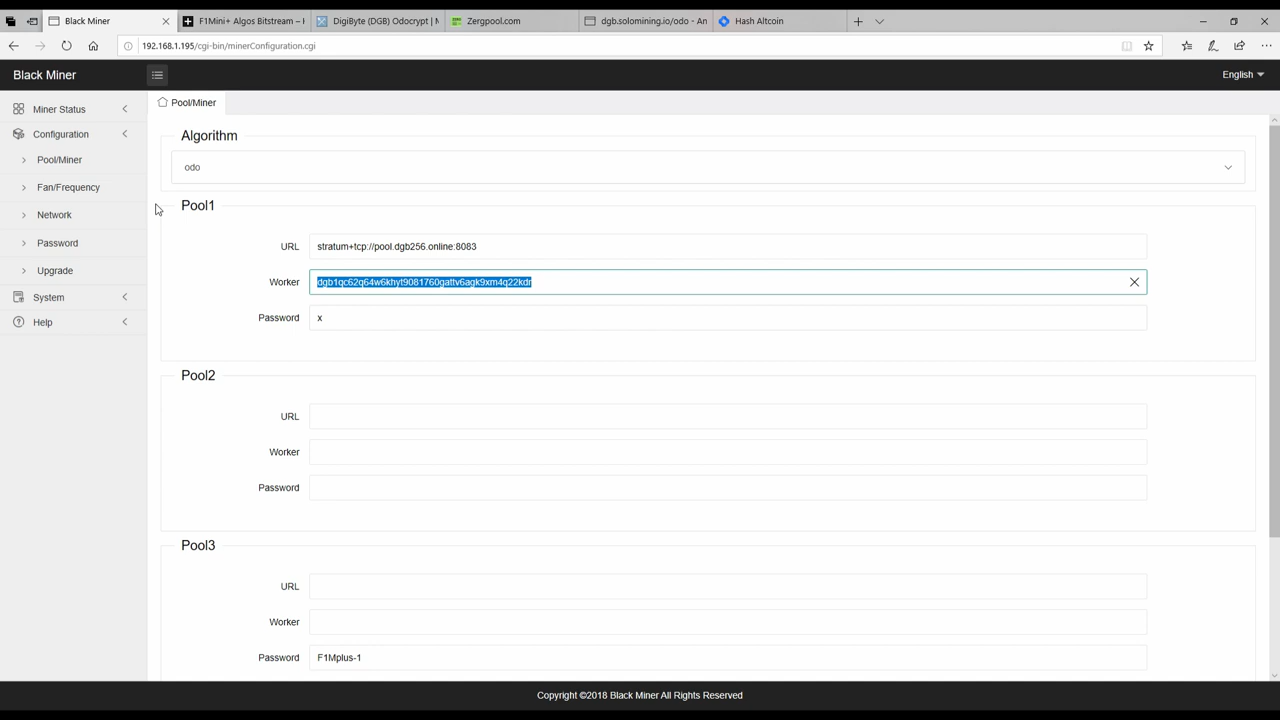 Black Miner
F1Mini+ Algos Bitstream – I
DigiByte (DGB) Odocrypt | M
Zergpool.com
dgb.solomining.io/odo - An
Hash Altcoin
192.168.1.195/cgi-bin/minerConfiguration.cgi
Black Miner
English
Miner Status
Configuration
Pool/Miner
Fan/Frequency
Network
Password
Upgrade
System
Help
Pool/Miner
Algorithm
odo
Pool1
URL
stratum+tcp://pool.dgb256.online:8083
Worker
dgb1qc62q64w6khyt9081760gattv6agk9xm4q22kdr
Password
x
Pool2
URL
Worker
Password
Pool3
URL
Worker
Password
F1Mplus-1
Copyright ©2018 Black Miner All Rights Reserved